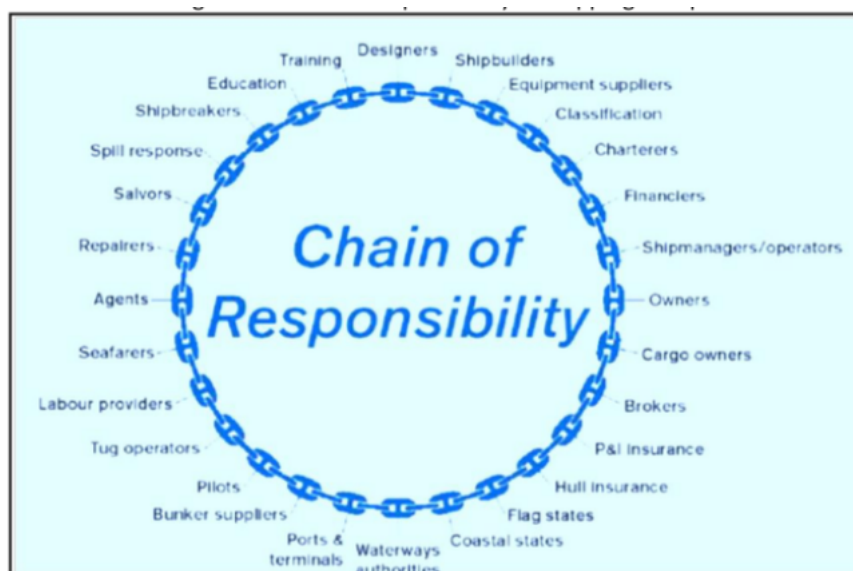 Designers
Shipbuilders
Equipment suppliers
Classification
Charterers
Financiers
Shipmanagers/operators
Owners
Cargo owners
Brokers
P&I Insurance
Hull Insurance
Flag states
Coastal states
Waterways
authorities
Ports &
terminals
Bunker suppliers
Pilots
Tug operators
Labour providers
Seafarers
Agents
Repairers
Salvors
Spill response
Shipbreakers
Education
Training
Chain of
Responsibility